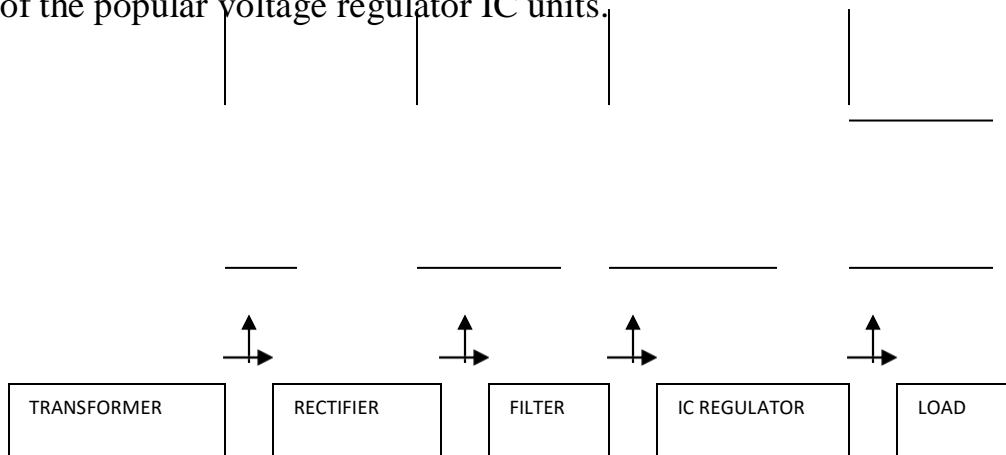 of the popular voltage regulator IC units.
TRANSFORMER RECTIFIER FILTER IC REGULATOR LOAD